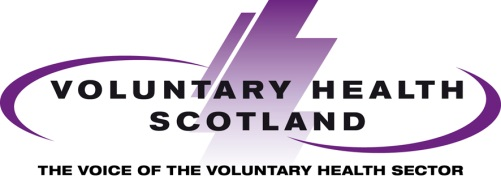 VOLUNTARY HEALTH
SCOTLAND
THE VOICE OF THE VOLUNTARY HEALTH SECTOR